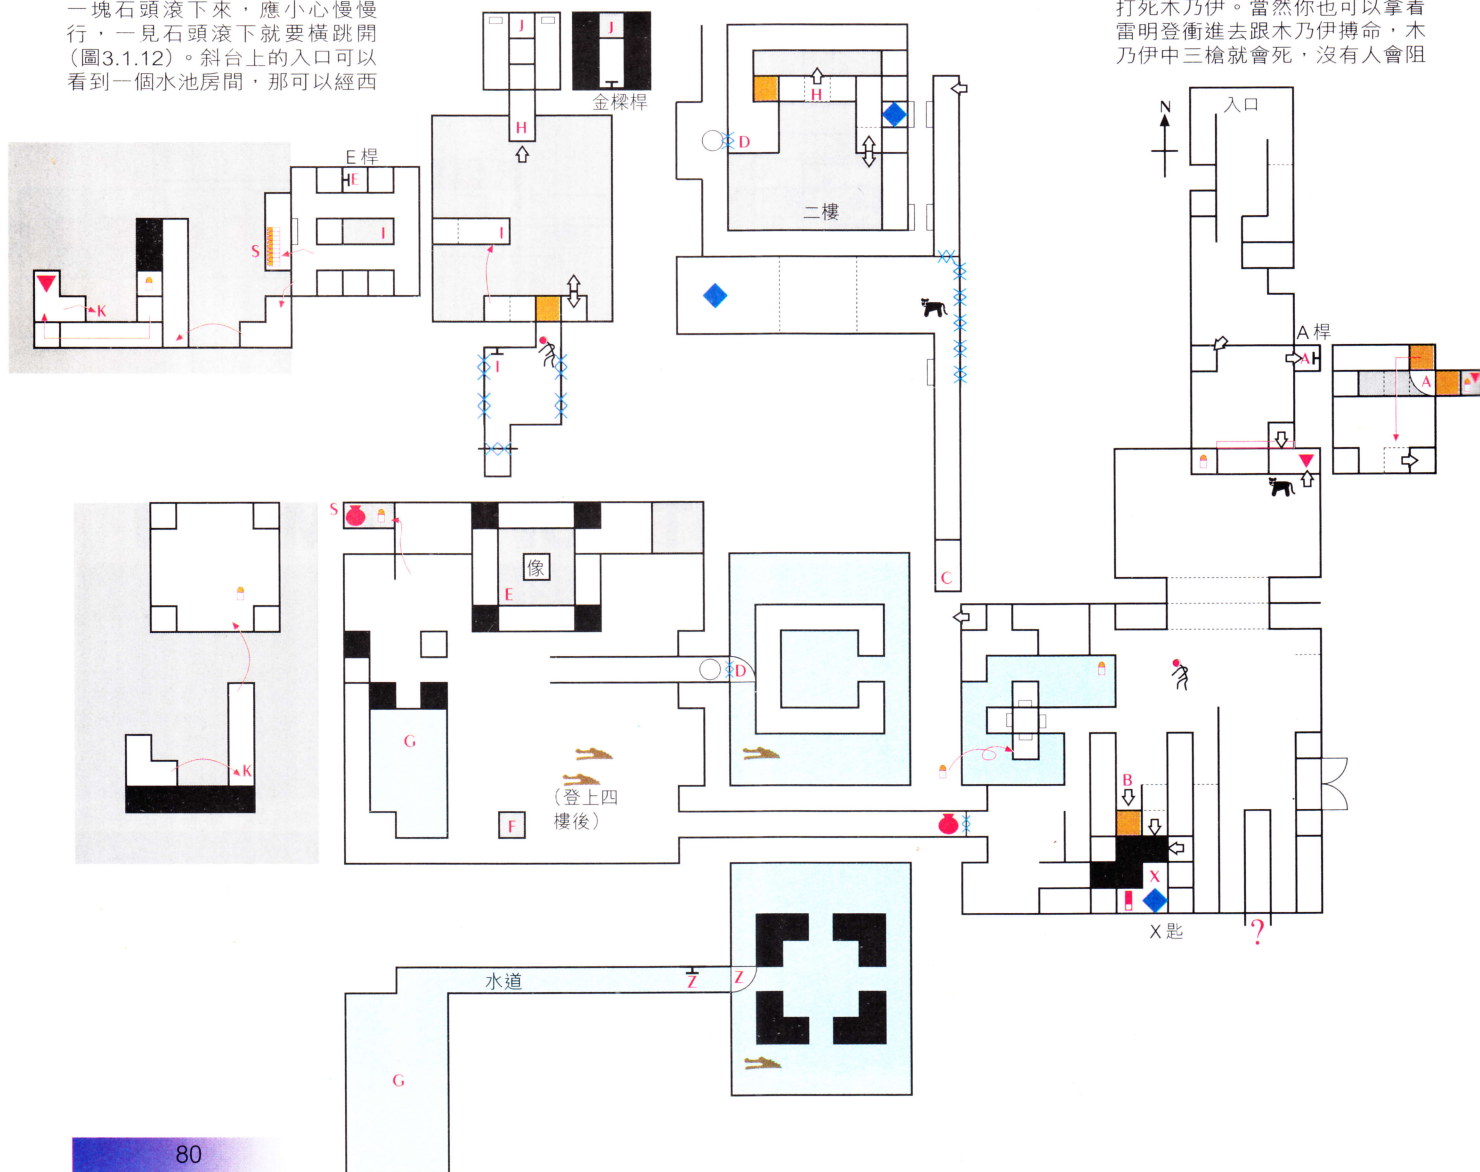 一塊石頭滾下來，應小心慢慢
行，一見石頭滾下就要橫跳開
（圖3.1.12）。斜台上的入口可以
看到一個水池房間，那可以經西
打死木乃伊。當然你也可以拿着
雷明登衝進去跟木乃伊搏命，木
乃伊中三槍就會死，沒有人會阻
J
J
金樑桿
H
H
D
二樓
N
入口
E桿
E
I
I
S
K
I
A桿
A
A
C
S
像
E
D
G
K
（登上四
樓後）
F
B
X
X匙
?
水道
Z
Z
G
80